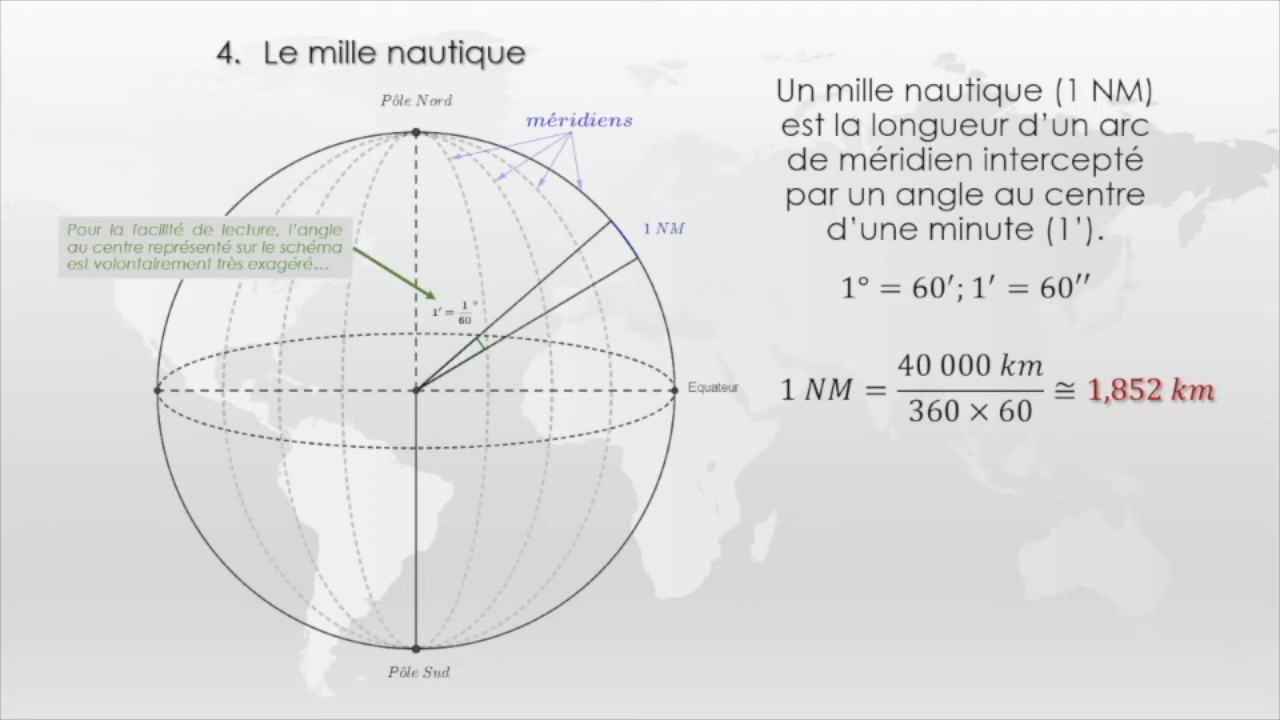 4. Le mille nautique
Pôle Nord
méridiens
1 NM
Pour la facilité de lecture, l'angle
au centre représenté sur le schéma
est volontairement très exagéré...
1′ = 1/60 °
Equateur
Pôle Sud
Un mille nautique (1 NM)
est la longueur d'un arc
de méridien intercepté
par un angle au centre
d'une minute (1').
1° = 60′; 1′ = 60′′
1 NM = 40 000 km / 360 × 60 ≅ 1,852 km